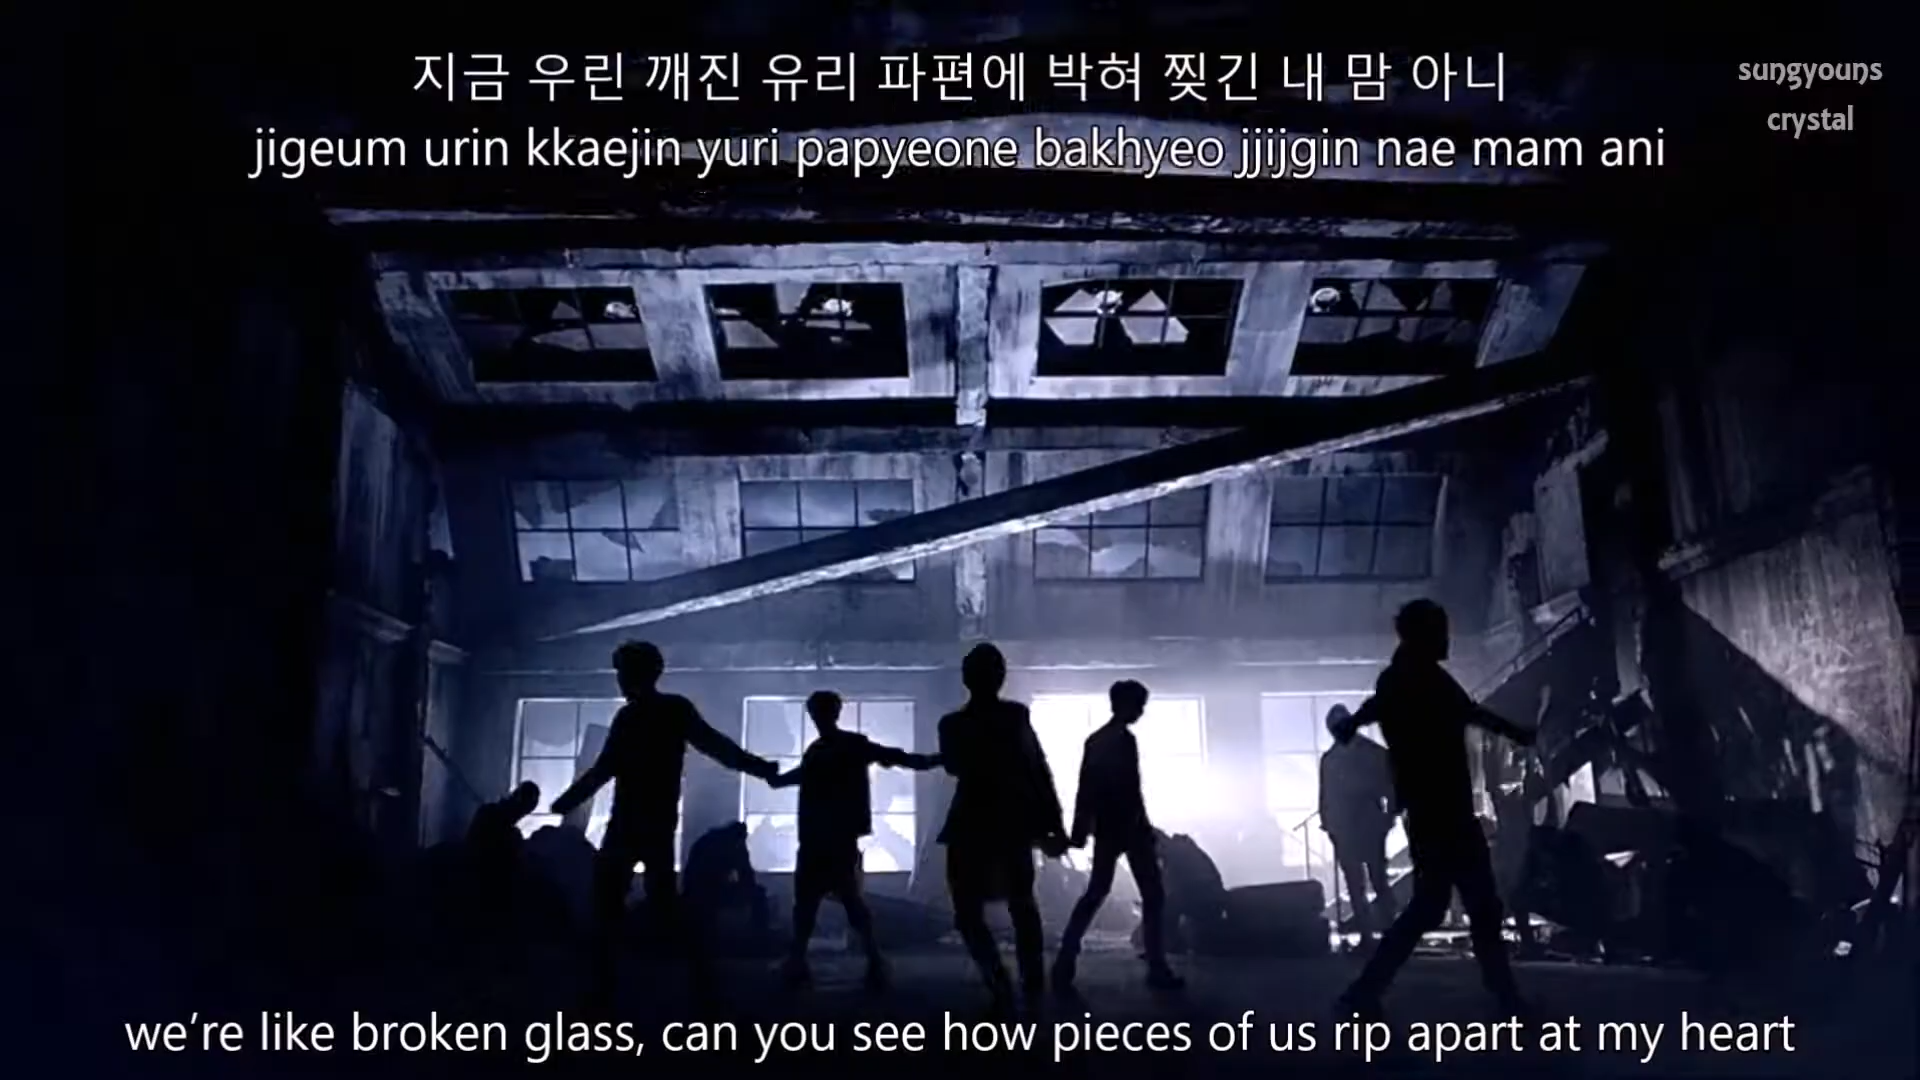 지금 우린 깨진 유리 파편에 박혀 찢긴 내 맘 아니
jigeum urin kkaejin yuri papyeone bakhyeo jjijgin nae mam ani
sungyouns
crystal
we’re like broken glass, can you see how pieces of us rip apart at my heart